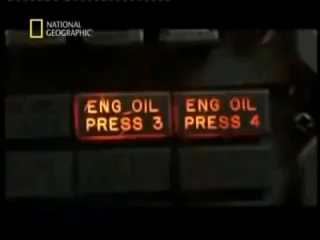 NATIONAL
GEOGRAPHIC
ENG OIL
PRESS 3
ENG OIL
PRESS 4